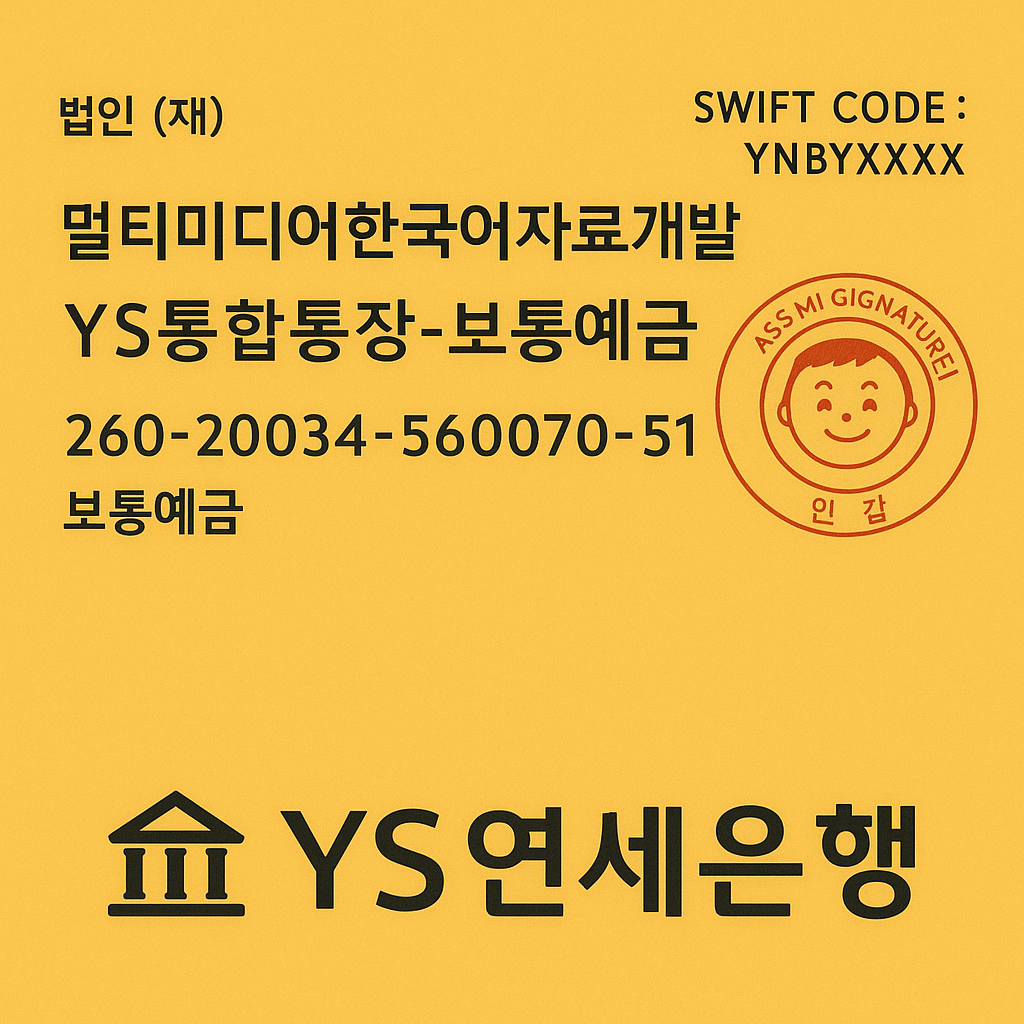 법인 (재)
SWIFT CODE:
YNBYXXXX
멀티미디어한국어자료개발
YS통합통장-보통예금
260-20034-560070-51
보통예금
ASS MI GIGNATUREI
인 갑
YS연세은행